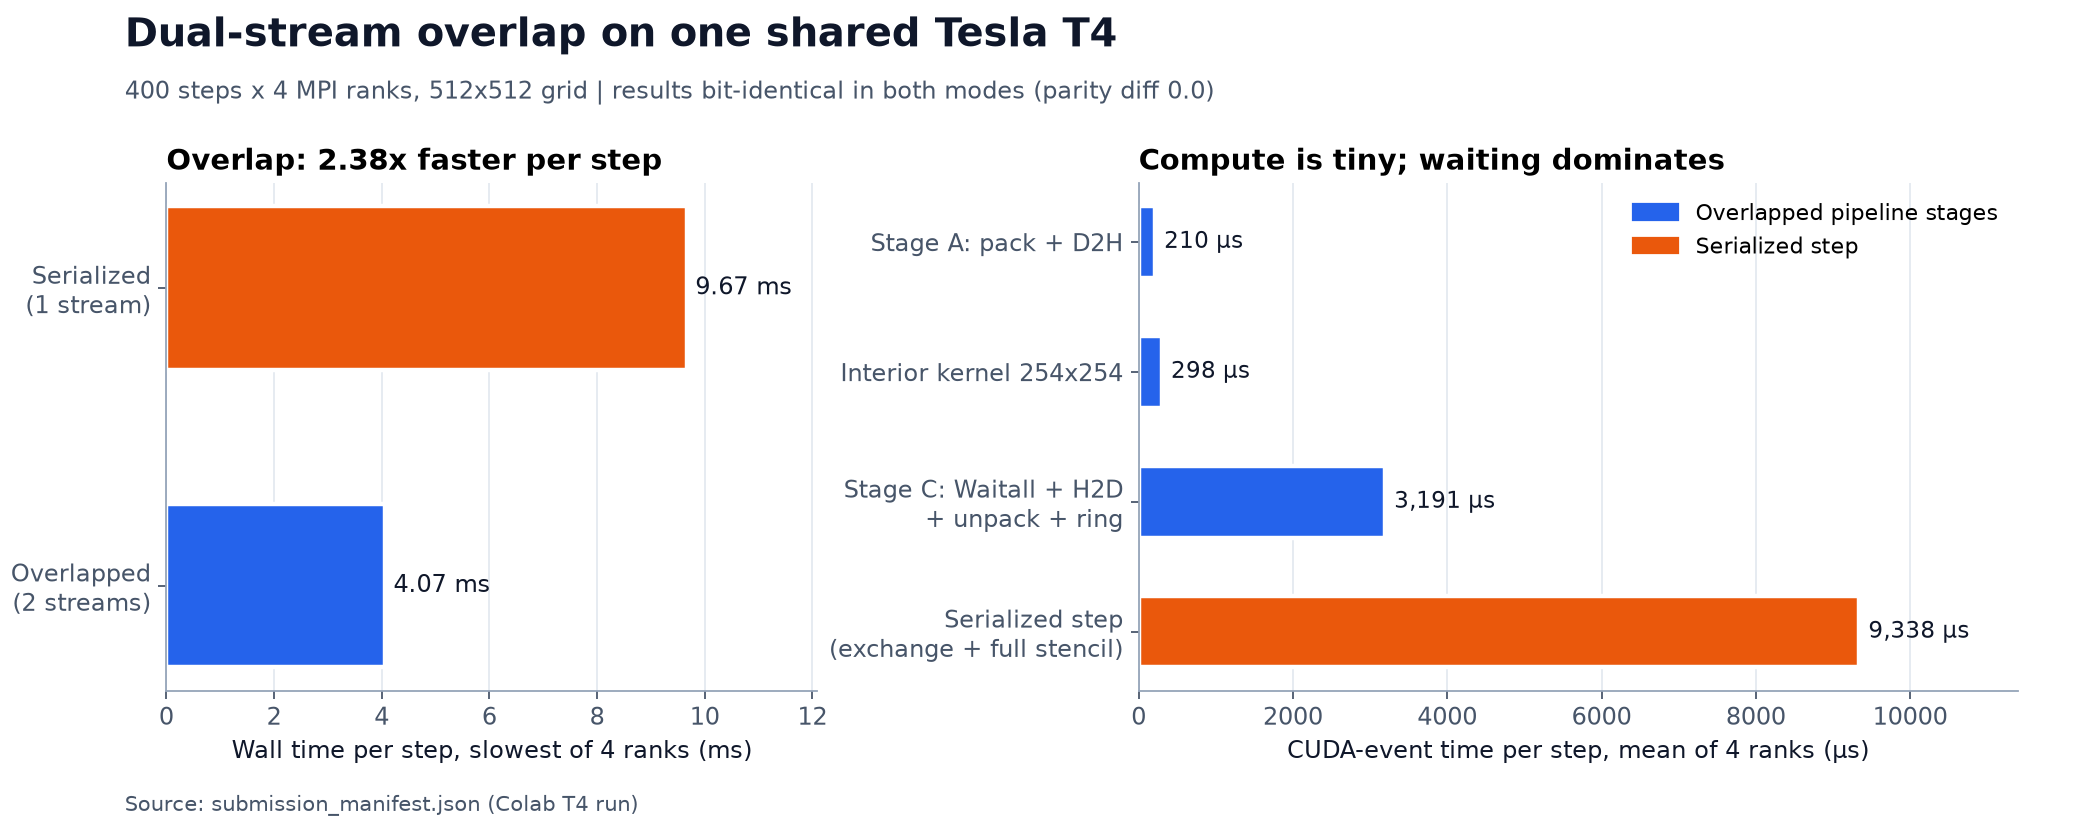 Dual-stream overlap on one shared Tesla T4
400 steps x 4 MPI ranks, 512x512 grid | results bit-identical in both modes (parity diff 0.0)
Overlap: 2.38x faster per step
Serialized
(1 stream)
9.67 ms
Overlapped
(2 streams)
4.07 ms
0 2 4 6 8 10 12
Wall time per step, slowest of 4 ranks (ms)
Compute is tiny; waiting dominates
Overlapped pipeline stages
Serialized step
Stage A: pack + D2H
210 µs
Interior kernel 254x254
298 µs
Stage C: Waitall + H2D
+ unpack + ring
3,191 µs
Serialized step
(exchange + full stencil)
9,338 µs
0 2000 4000 6000 8000 10000
CUDA-event time per step, mean of 4 ranks (µs)
Source: submission_manifest.json (Colab T4 run)